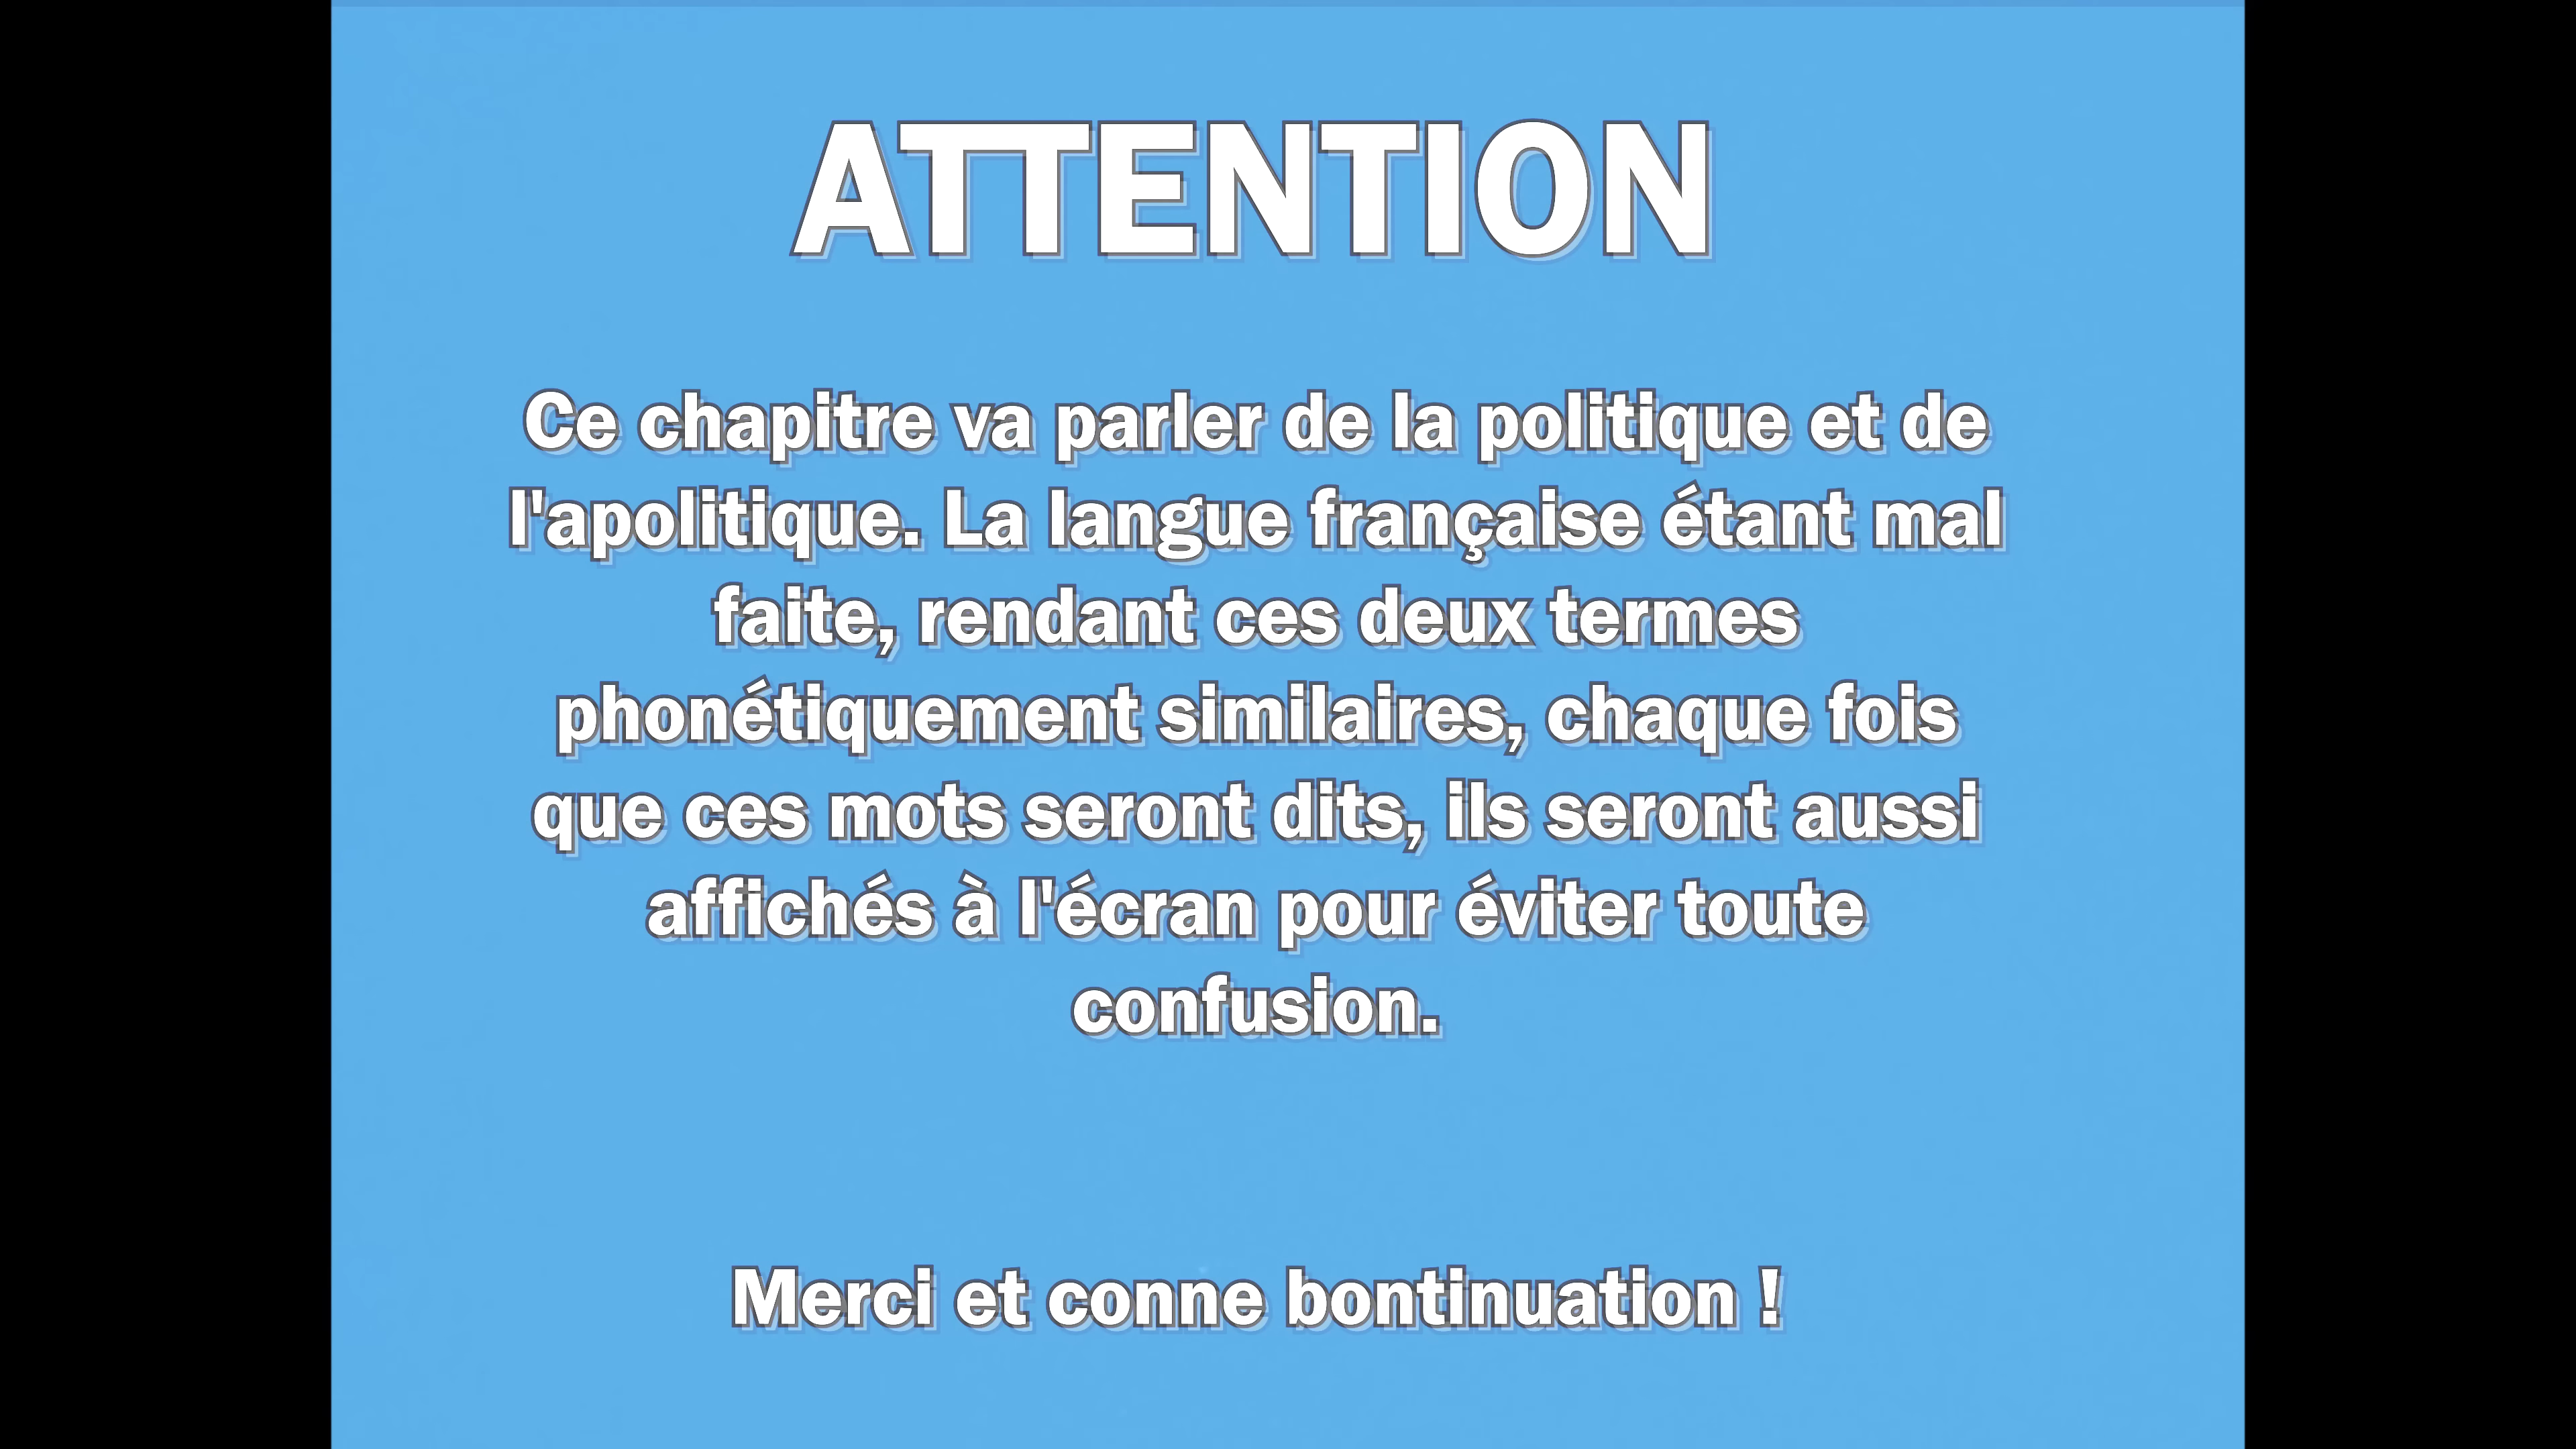 ATTENTION
Ce chapitre va parler de la politique et de
l'apolitique. La langue française étant mal
faite, rendant ces deux termes
phonétiquement similaires, chaque fois
que ces mots seront dits, ils seront aussi
affichés à l'écran pour éviter toute
confusion.
Merci et conne bontinuation !